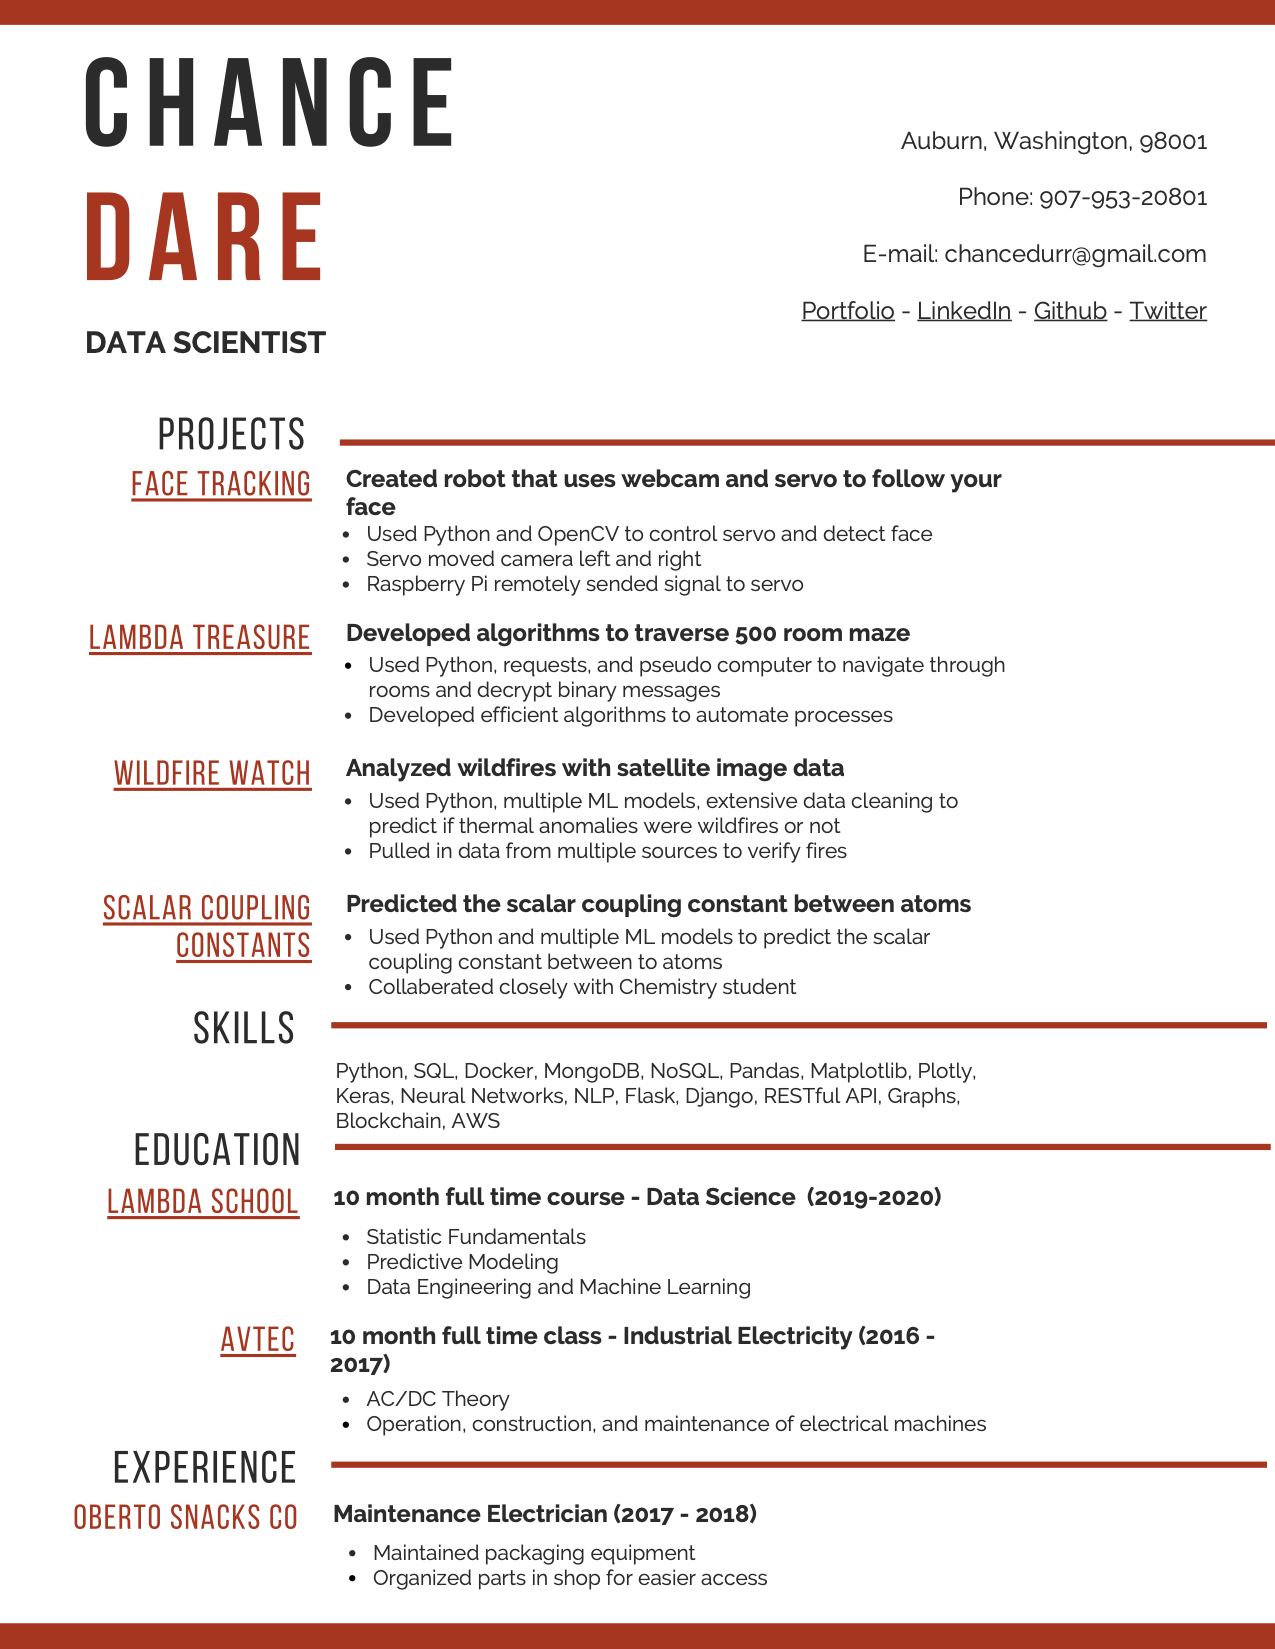 CHANCE
DARE
DATA SCIENTIST
Auburn, Washington, 98001
Phone: 907-953-20801
E-mail: chancedurr@gmail.com
Portfolio - LinkedIn - Github - Twitter
PROJECTS
FACE TRACKING
Created robot that uses webcam and servo to follow your
face
• Used Python and OpenCV to control servo and detect face
• Servo moved camera left and right
• Raspberry Pi remotely sended signal to servo
LAMBDA TREASURE
Developed algorithms to traverse 500 room maze
• Used Python, requests, and pseudo computer to navigate through
rooms and decrypt binary messages
• Developed efficient algorithms to automate processes
WILDFIRE WATCH
Analyzed wildfires with satellite image data
• Used Python, multiple ML models, extensive data cleaning to
predict if thermal anomalies were wildfires or not
• Pulled in data from multiple sources to verify fires
SCALAR COUPLING
CONSTANTS
Predicted the scalar coupling constant between atoms
• Used Python and multiple ML models to predict the scalar
coupling constant between to atoms
• Collaberated closely with Chemistry student
SKILLS
Python, SQL, Docker, MongoDB, NoSQL, Pandas, Matplotlib, Plotly,
Keras, Neural Networks, NLP, Flask, Django, RESTful API, Graphs,
Blockchain, AWS
EDUCATION
LAMBDA SCHOOL
10 month full time course - Data Science (2019-2020)
• Statistic Fundamentals
• Predictive Modeling
• Data Engineering and Machine Learning
AVTEC
10 month full time class - Industrial Electricity (2016 -
2017)
• AC/DC Theory
• Operation, construction, and maintenance of electrical machines
EXPERIENCE
OBERTO SNACKS CO
Maintenance Electrician (2017 - 2018)
• Maintained packaging equipment
• Organized parts in shop for easier access